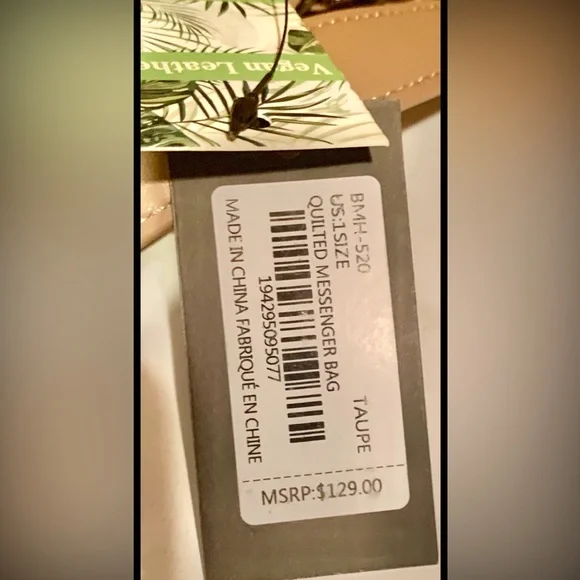 Vegan Leathe
BMH-520 TAUPE
US:1SIZE
QUILTED MESSENGER BAG
194295095077
MADE IN CHINA FABRIQUÉ EN CHINE
MSRP:$129.00